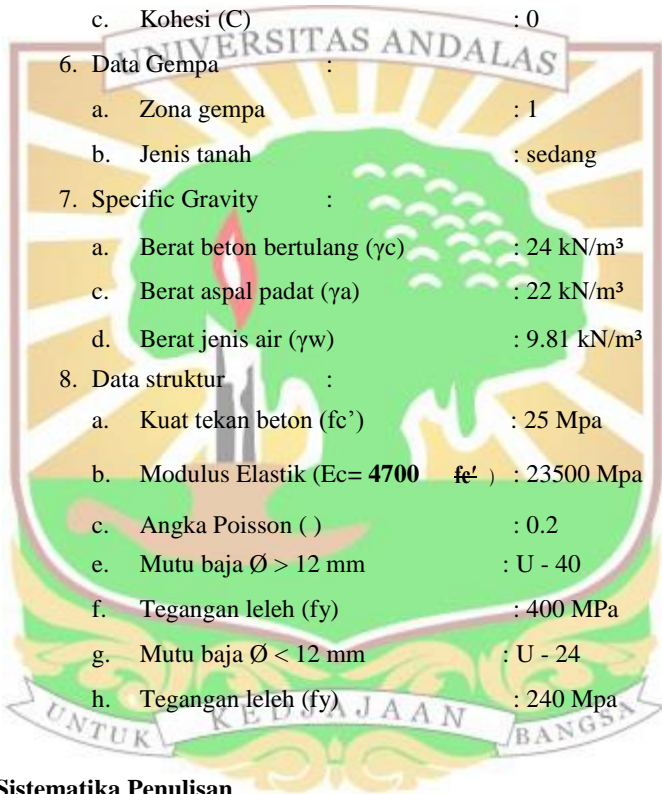 c. Kohesi (C) : 0
UNIVERSITAS ANDALAS
6. Data Gempa :
a. Zona gempa : 1
b. Jenis tanah : sedang
7. Specific Gravity :
a. Berat beton bertulang (γc) : 24 kN/m³
c. Berat aspal padat (γa) : 22 kN/m³
d. Berat jenis air (γw) : 9.81 kN/m³
8. Data struktur :
a. Kuat tekan beton (fc’) : 25 Mpa
b. Modulus Elastik (Ec= 4700 fc′ ) : 23500 Mpa
c. Angka Poisson ( ) : 0.2
e. Mutu baja Ø > 12 mm : U - 40
f. Tegangan leleh (fy) : 400 MPa
g. Mutu baja Ø < 12 mm : U - 24
h. Tegangan leleh (fy) : 240 Mpa
UNTUK KEDJAJAAN BANGSA
Sistematika Penulisan